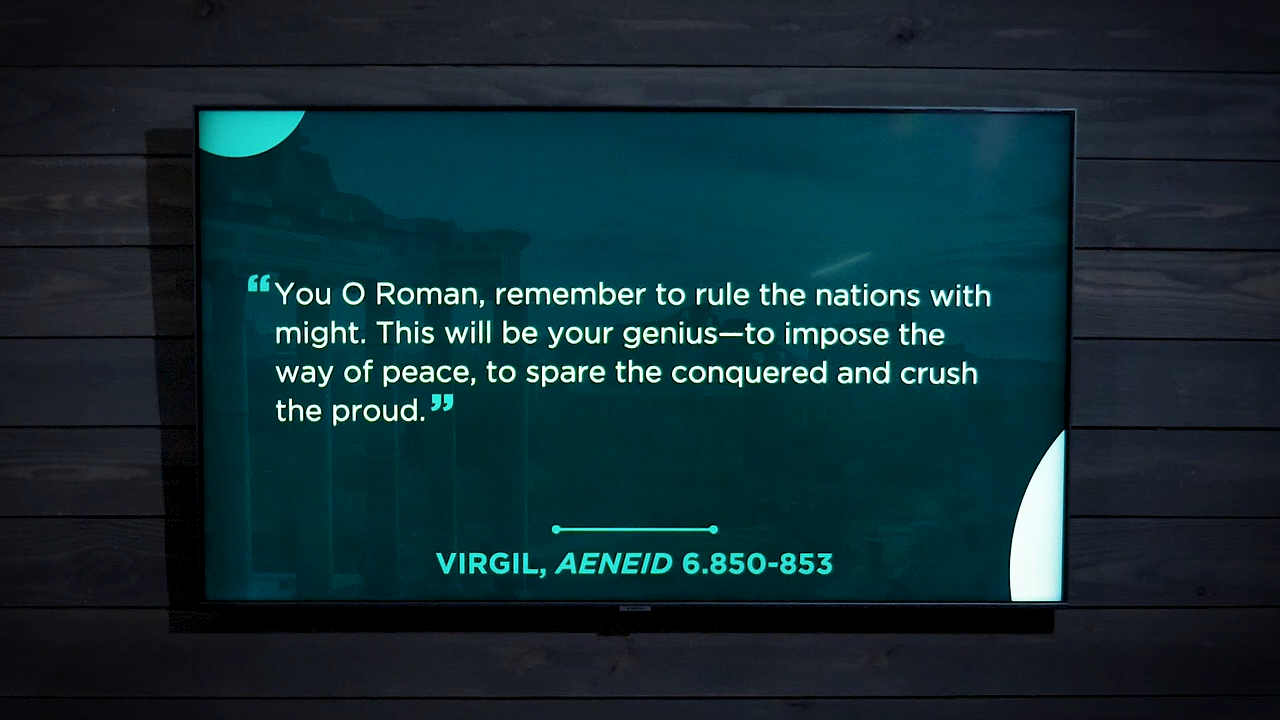 “You O Roman, remember to rule the nations with
might. This will be your genius—to impose the
way of peace, to spare the conquered and crush
the proud.”
VIRGIL, AENEID 6.850-853